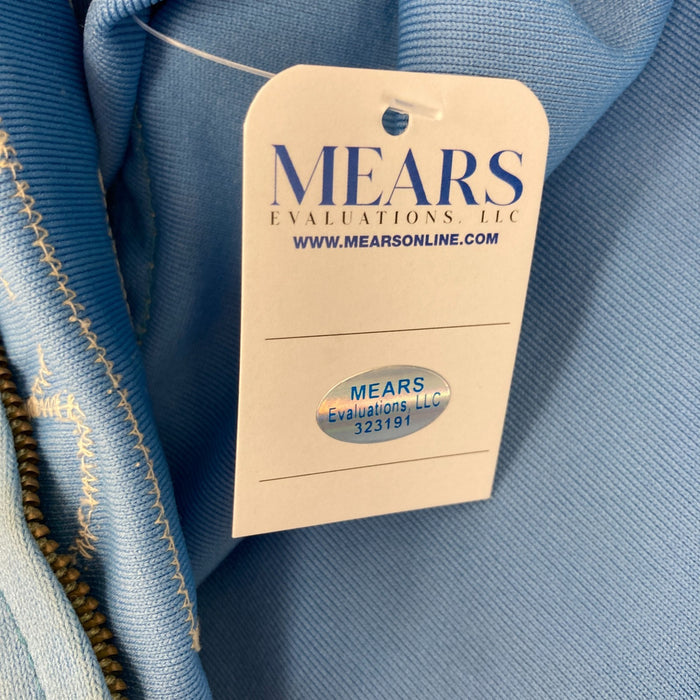 MEARS
EVALUATIONS, LLC
WWW.MEARSONLINE.COM
MEARS
Evaluations, LLC
323191